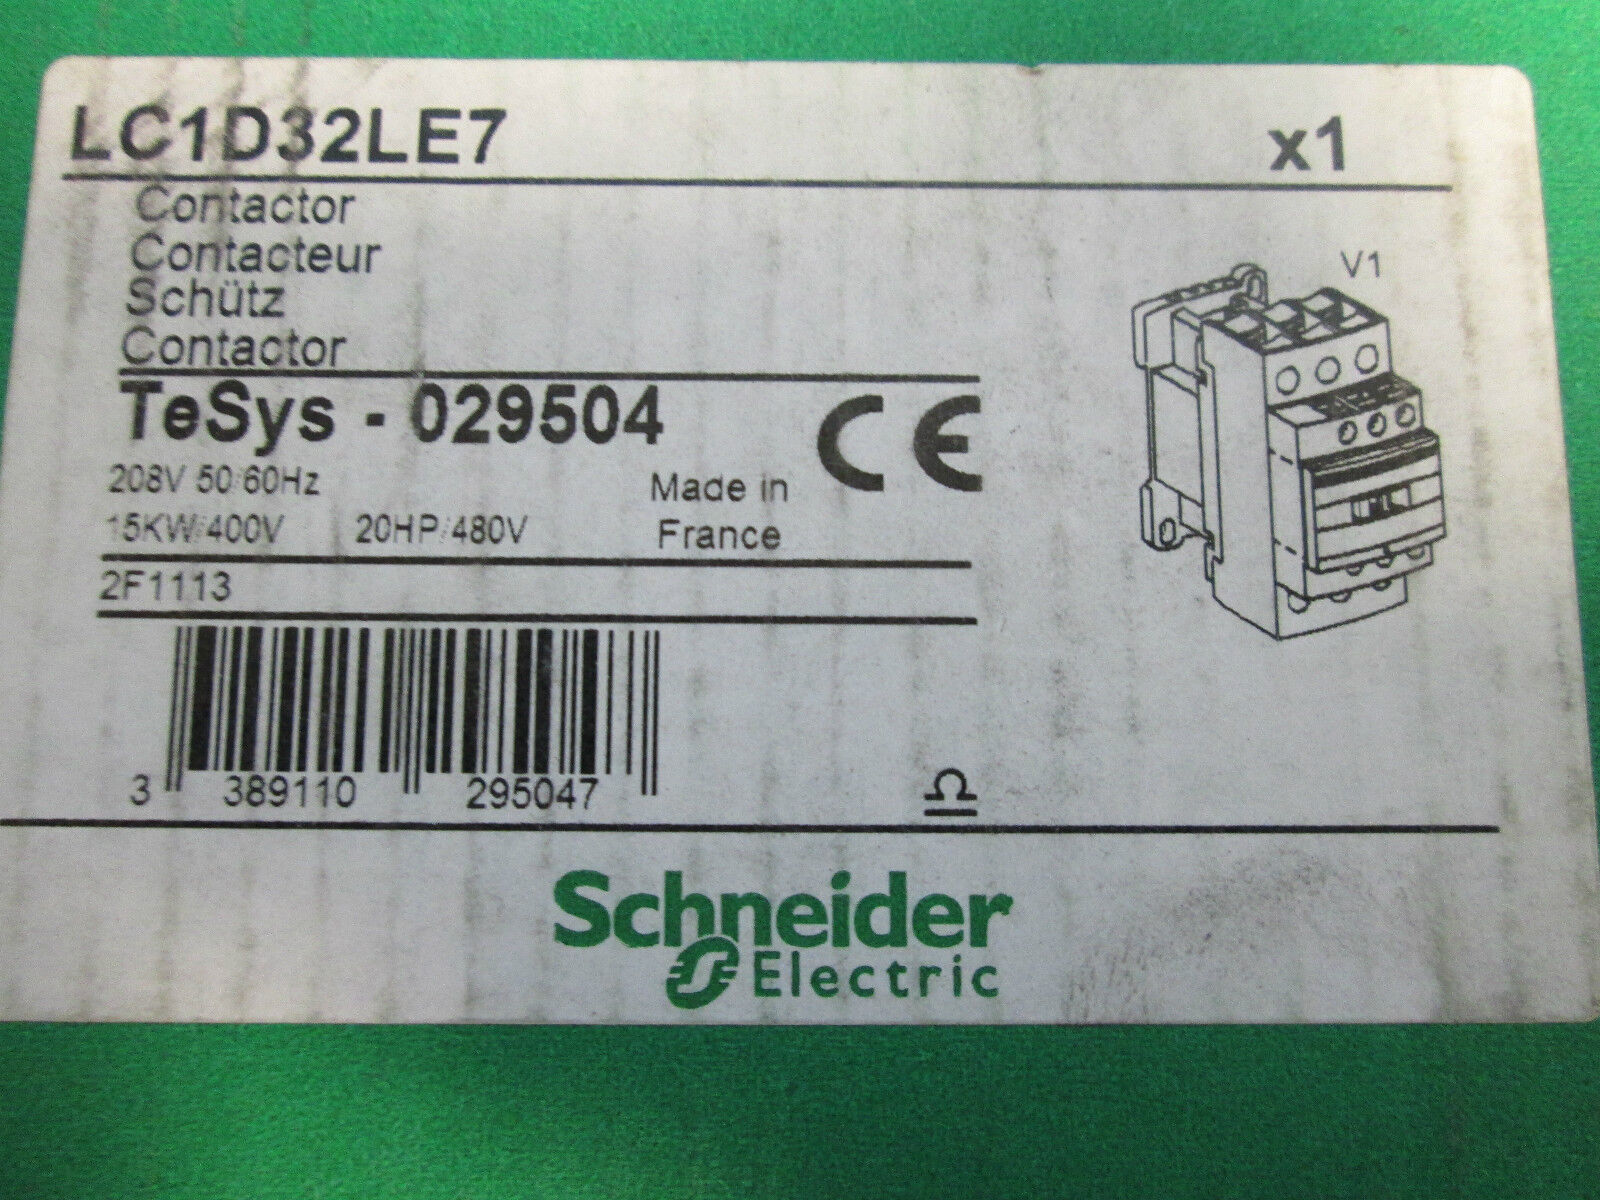 LC1D32LE7 x1
Contactor
Contacteur
Schütz
Contactor
V1
TeSys - 029504 CE
208V 50/60Hz Made in
15KW/400V 20HP/480V France
2F1113
3 389110 295047
Schneider
Electric